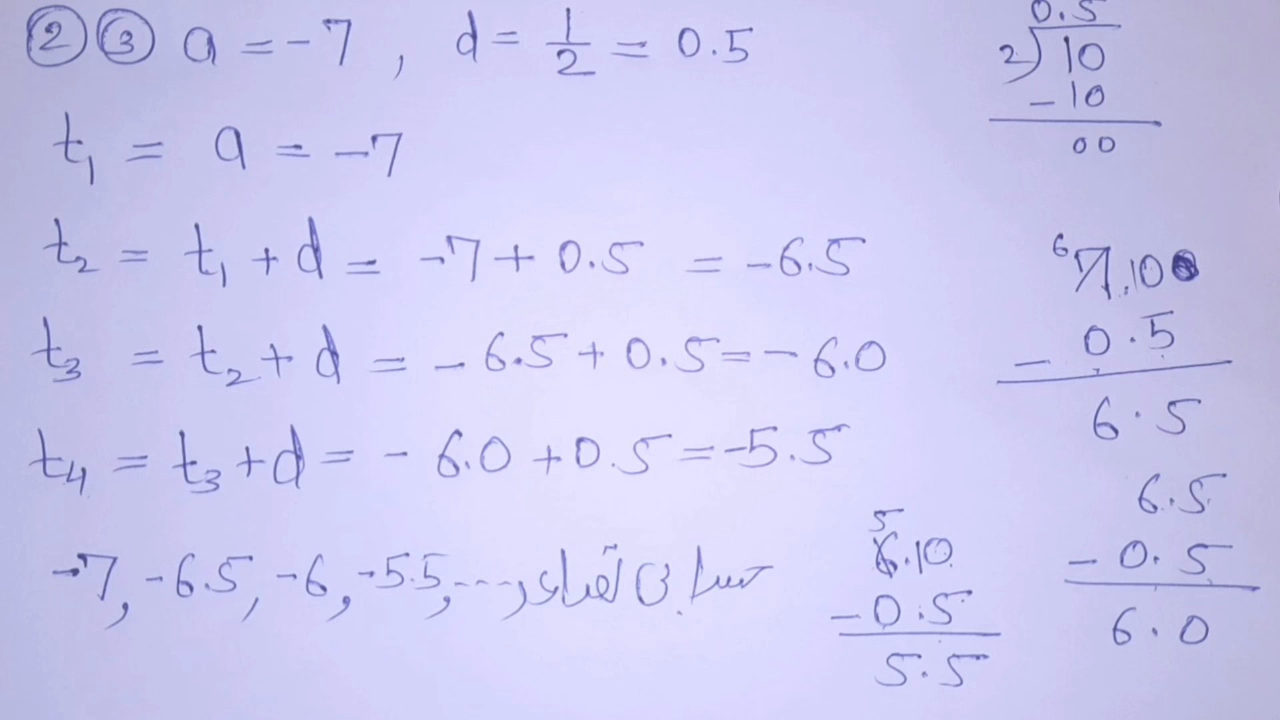 ② ③ a = -7 , d = 1/2 = 0.5
t₁ = a = -7
t₂ = t₁ + d = -7 + 0.5 = -6.5
t₃ = t₂ + d = - 6.5 + 0.5 = - 6.0
t₄ = t₃ + d = - 6.0 + 0.5 = -5.5
-7, -6.5, -6, -5.5, ---- حسابی تصاعد
0.5
2) 10
- 10
00
6 7.10
- 0.5
6.5
6.5
- 0.5
6.0
5 6.10
- 0.5
5.5